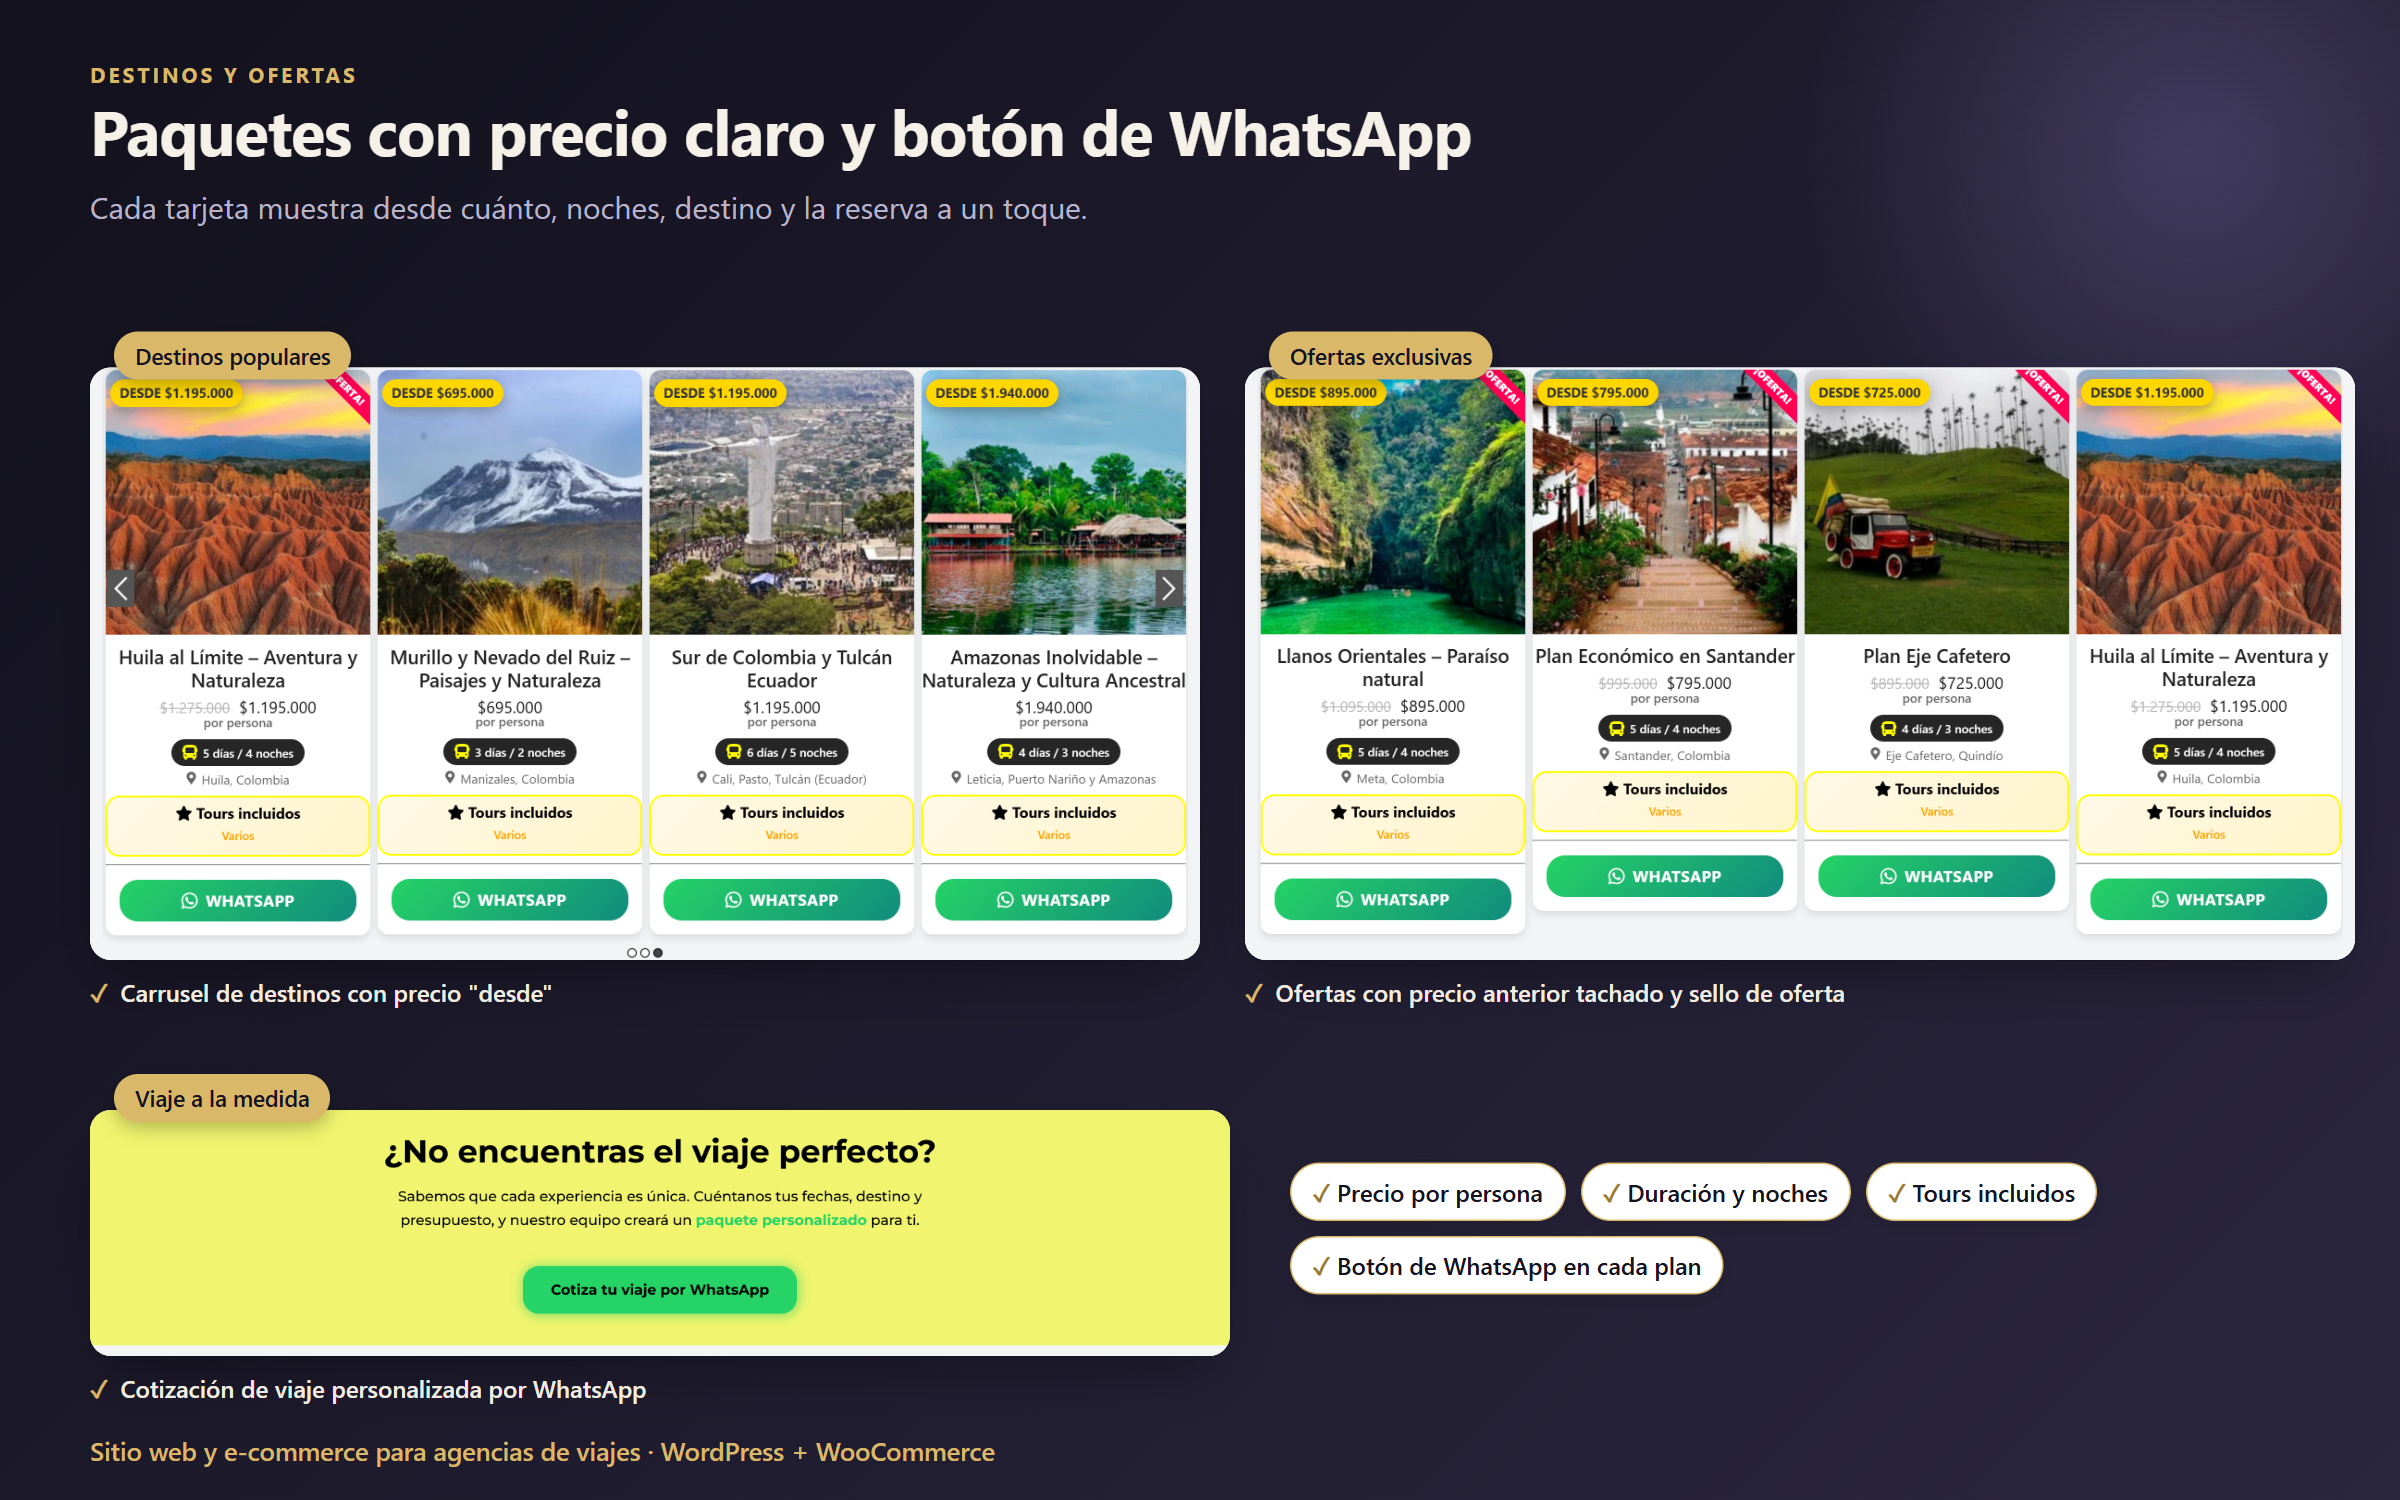 DESTINOS Y OFERTAS
Paquetes con precio claro y botón de WhatsApp
Cada tarjeta muestra desde cuánto, noches, destino y la reserva a un toque.
Destinos populares
DESDE $1.195.000
DESDE $695.000
DESDE $1.195.000
DESDE $1.940.000
Huila al Límite – Aventura y
Naturaleza
$1.275.000 $1.195.000
por persona
5 días / 4 noches
Huila, Colombia
Tours incluidos
Varios
WHATSAPP
Murillo y Nevado del Ruiz –
Paisajes y Naturaleza
$695.000
por persona
3 días / 2 noches
Manizales, Colombia
Tours incluidos
Varios
WHATSAPP
Sur de Colombia y Tulcán
Ecuador
$1.195.000
por persona
6 días / 5 noches
Cali, Pasto, Tulcán (Ecuador)
Tours incluidos
Varios
WHATSAPP
Amazonas Inolvidable –
Naturaleza y Cultura Ancestral
$1.940.000
por persona
4 días / 3 noches
Leticia, Puerto Nariño y Amazonas
Tours incluidos
Varios
WHATSAPP
✓ Carrusel de destinos con precio "desde"
Ofertas exclusivas
DESDE $895.000
DESDE $795.000
¡OFERTA!
DESDE $725.000
¡OFERTA!
DESDE $1.195.000
¡OFERTA!
Llanos Orientales – Paraíso
natural
$1.095.000 $895.000
por persona
5 días / 4 noches
Meta, Colombia
Tours incluidos
Varios
WHATSAPP
Plan Económico en Santander
$995.000 $795.000
por persona
5 días / 4 noches
Santander, Colombia
Tours incluidos
Varios
WHATSAPP
Plan Eje Cafetero
$895.000 $725.000
por persona
4 días / 3 noches
Eje Cafetero, Quindío
Tours incluidos
Varios
WHATSAPP
Huila al Límite – Aventura y
Naturaleza
$1.275.000 $1.195.000
por persona
5 días / 4 noches
Huila, Colombia
Tours incluidos
Varios
WHATSAPP
✓ Ofertas con precio anterior tachado y sello de oferta
Viaje a la medida
¿No encuentras el viaje perfecto?
Sabemos que cada experiencia es única. Cuéntanos tus fechas, destino y
presupuesto, y nuestro equipo creará un paquete personalizado para ti.
Cotiza tu viaje por WhatsApp
✓ Cotización de viaje personalizada por WhatsApp
✓ Precio por persona
✓ Duración y noches
✓ Tours incluidos
✓ Botón de WhatsApp en cada plan
Sitio web y e-commerce para agencias de viajes · WordPress + WooCommerce